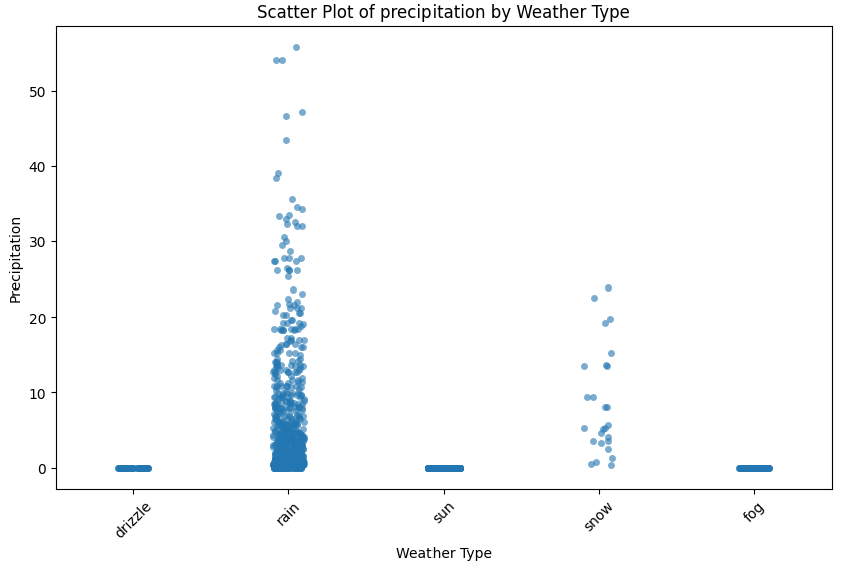 Scatter Plot of precipitation by Weather Type
Precipitation
50
40
30
20
10
0
drizzle
rain
sun
snow
fog
Weather Type